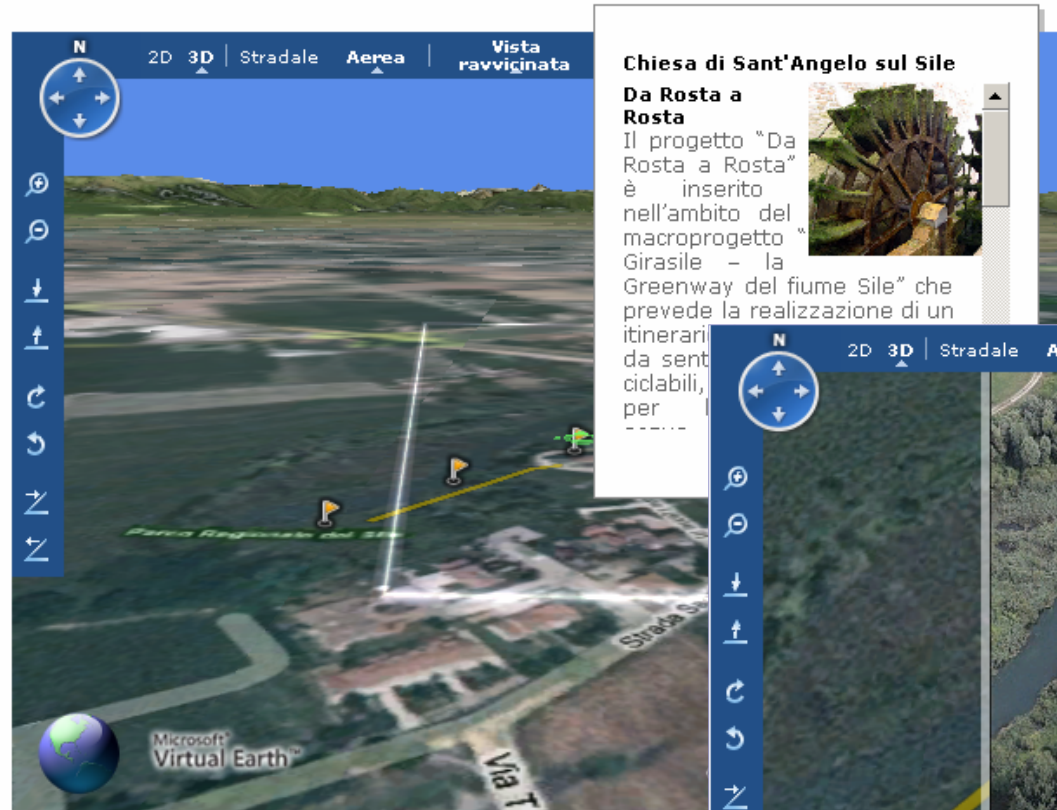 N
2D 3D | Stradale Aerea | Vista ravvicinata
Chiesa di Sant'Angelo sul Sile
Da Rosta a
Rosta
Il progetto “Da
Rosta a Rosta”
è inserito
nell’ambito del
macroprogetto “
Girasile – la
Greenway del fiume Sile” che
prevede la realizzazione di un
itinerari
da sent
ciclabili,
per
N
2D 3D | Stradale A
Parco Regionale del Sile
Strada S
Via T
Microsoft®
Virtual Earth™